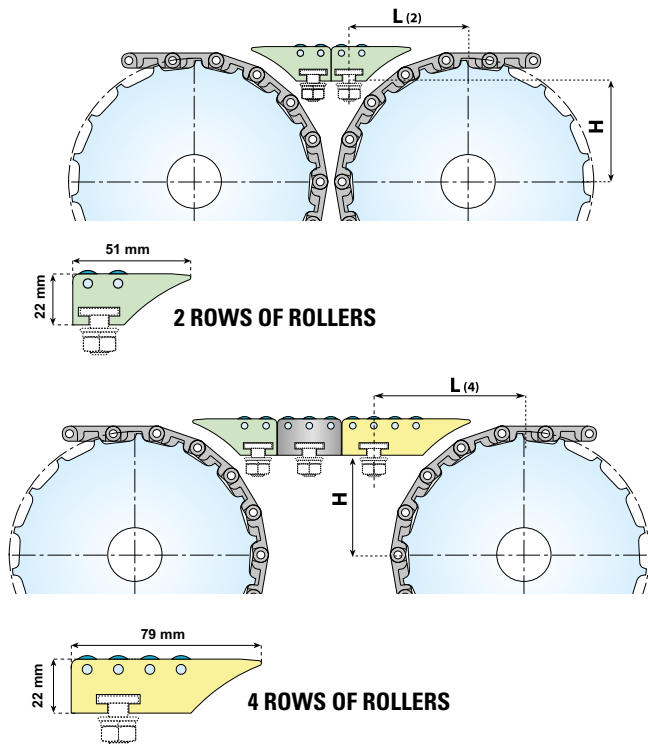 L (2)
H
51 mm
22 mm
2 ROWS OF ROLLERS
L (4)
H
79 mm
22 mm
4 ROWS OF ROLLERS